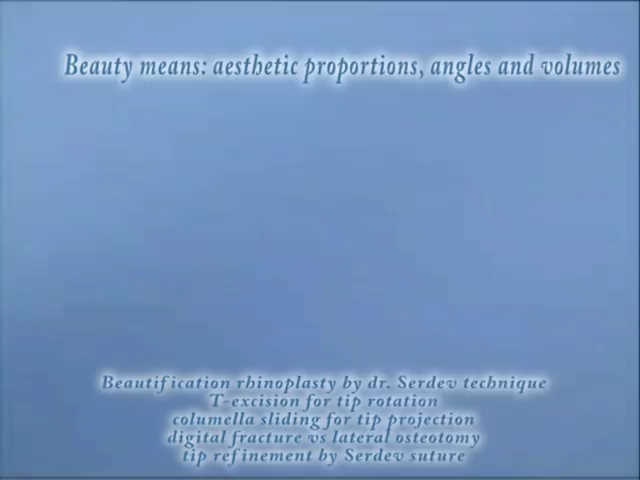 Beauty means: aesthetic proportions, angles and volumes
Beautification rhinoplasty by dr. Serdev technique
T-excision for tip rotation
columella sliding for tip projection
digital fracture vs lateral osteotomy
tip refinement by Serdev suture